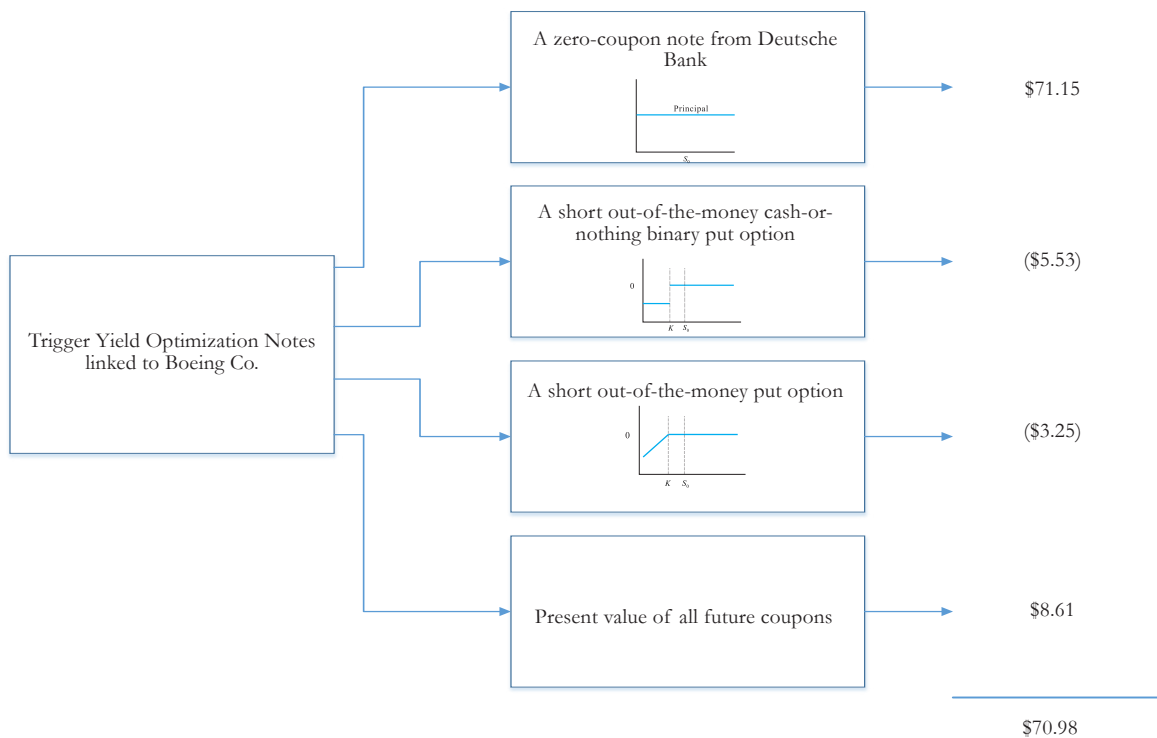 A zero-coupon note from Deutsche
Bank
Principal
S₀
$71.15
A short out-of-the-money cash-or-
nothing binary put option
0
K S₀
($5.53)
Trigger Yield Optimization Notes
linked to Boeing Co.
A short out-of-the-money put option
0
K S₀
($3.25)
Present value of all future coupons
$8.61
$70.98